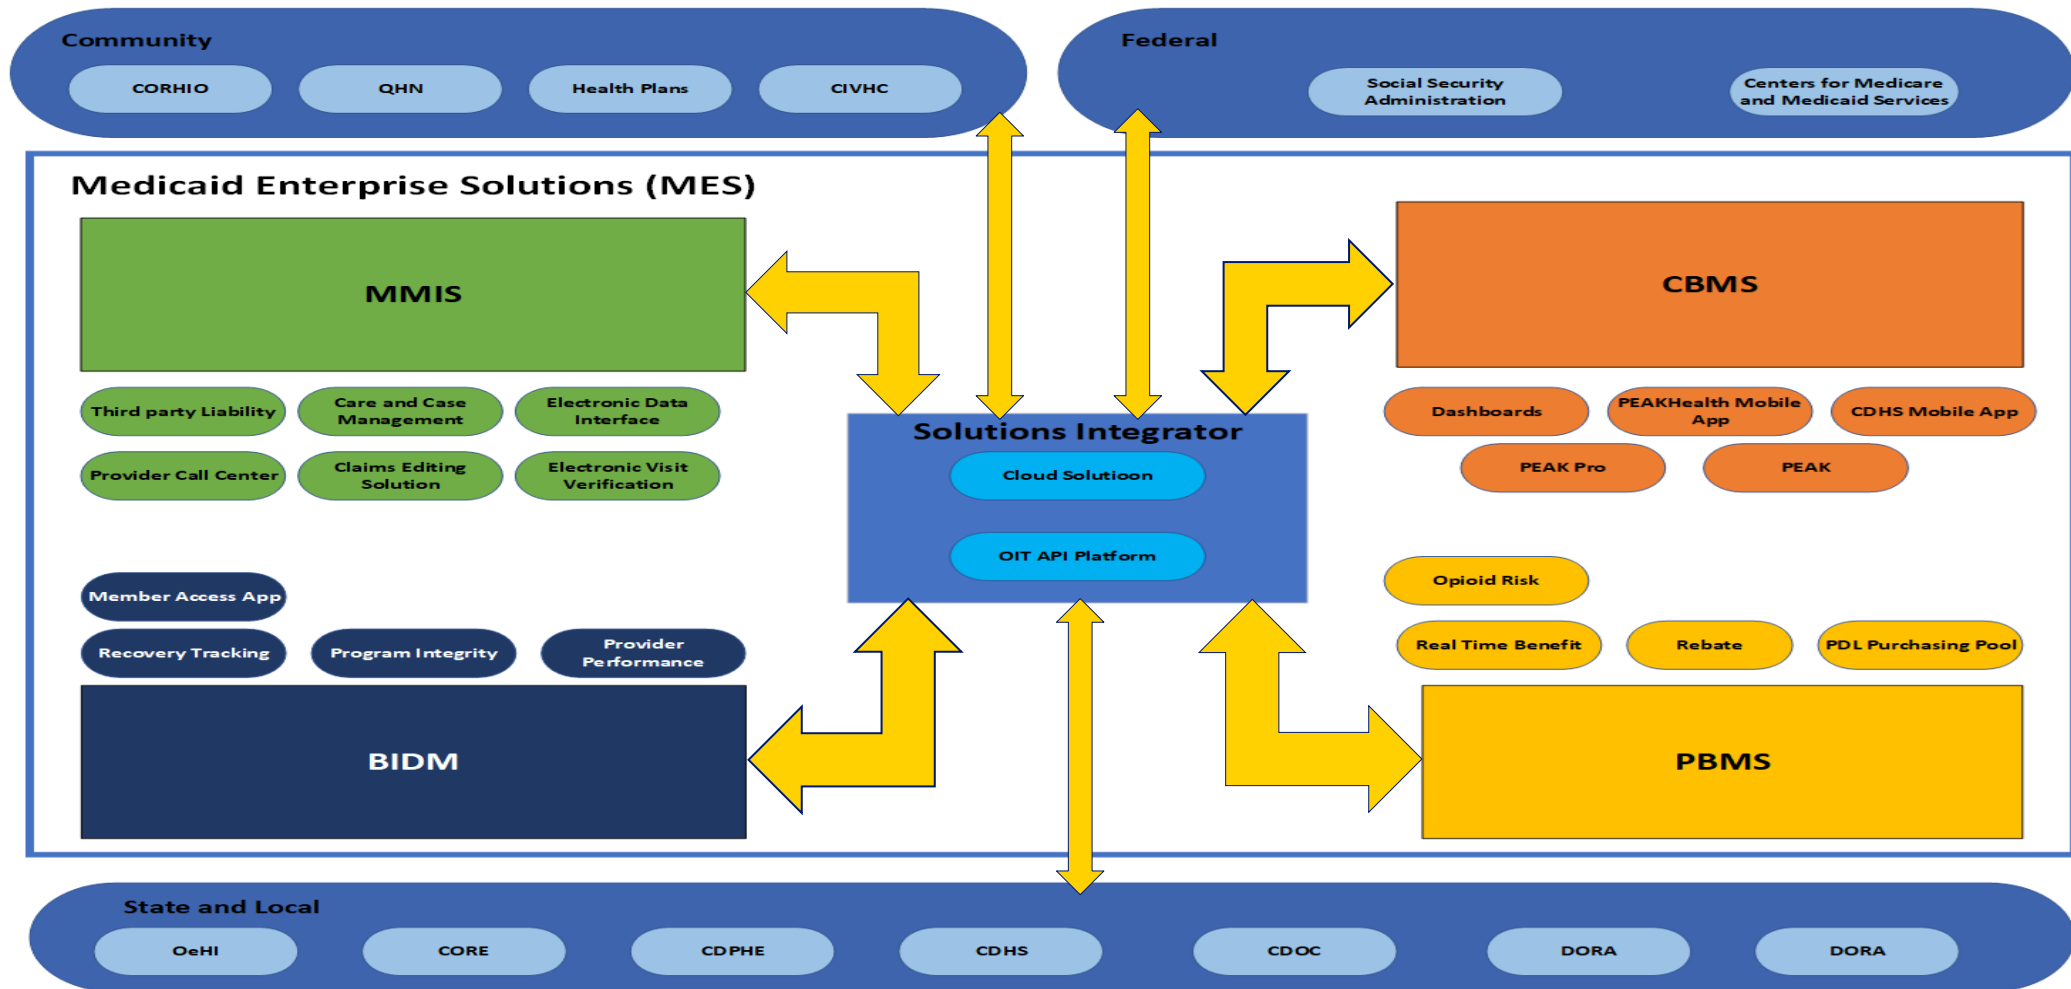 Community
CORHIO
QHN
Health Plans
CIVHC
Federal
Social Security
Administration
Centers for Medicare
and Medicaid Services
Medicaid Enterprise Solutions (MES)
MMIS
Third party Liability
Care and Case
Management
Electronic Data
Interface
Provider Call Center
Claims Editing
Solution
Electronic Visit
Verification
CBMS
Dashboards
PEAKHealth Mobile
App
CDHS Mobile App
PEAK Pro
PEAK
Solutions Integrator
Cloud Solutioon
OIT API Platform
Member Access App
Recovery Tracking
Program Integrity
Provider
Performance
BIDM
Opioid Risk
Real Time Benefit
Rebate
PDL Purchasing Pool
PBMS
State and Local
OeHI
CORE
CDPHE
CDHS
CDOC
DORA
DORA